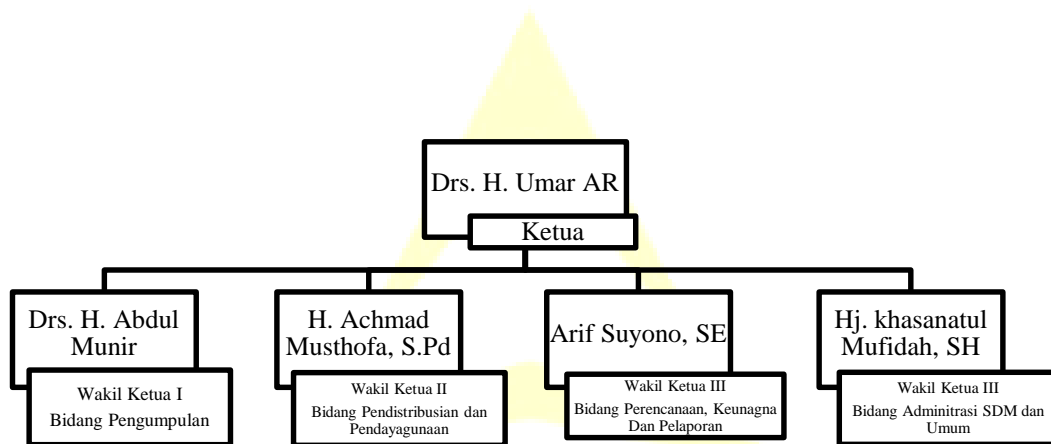 Drs. H. Umar AR
Ketua
Drs. H. Abdul
Munir
Wakil Ketua I
Bidang Pengumpulan
H. Achmad
Musthofa, S.Pd
Wakil Ketua II
Bidang Pendistribusian dan
Pendayagunaan
Arif Suyono, SE
Wakil Ketua III
Bidang Perencanaan, Keunagna
Dan Pelaporan
Hj. khasanatul
Mufidah, SH
Wakil Ketua III
Bidang Adminitrasi SDM dan
Umum